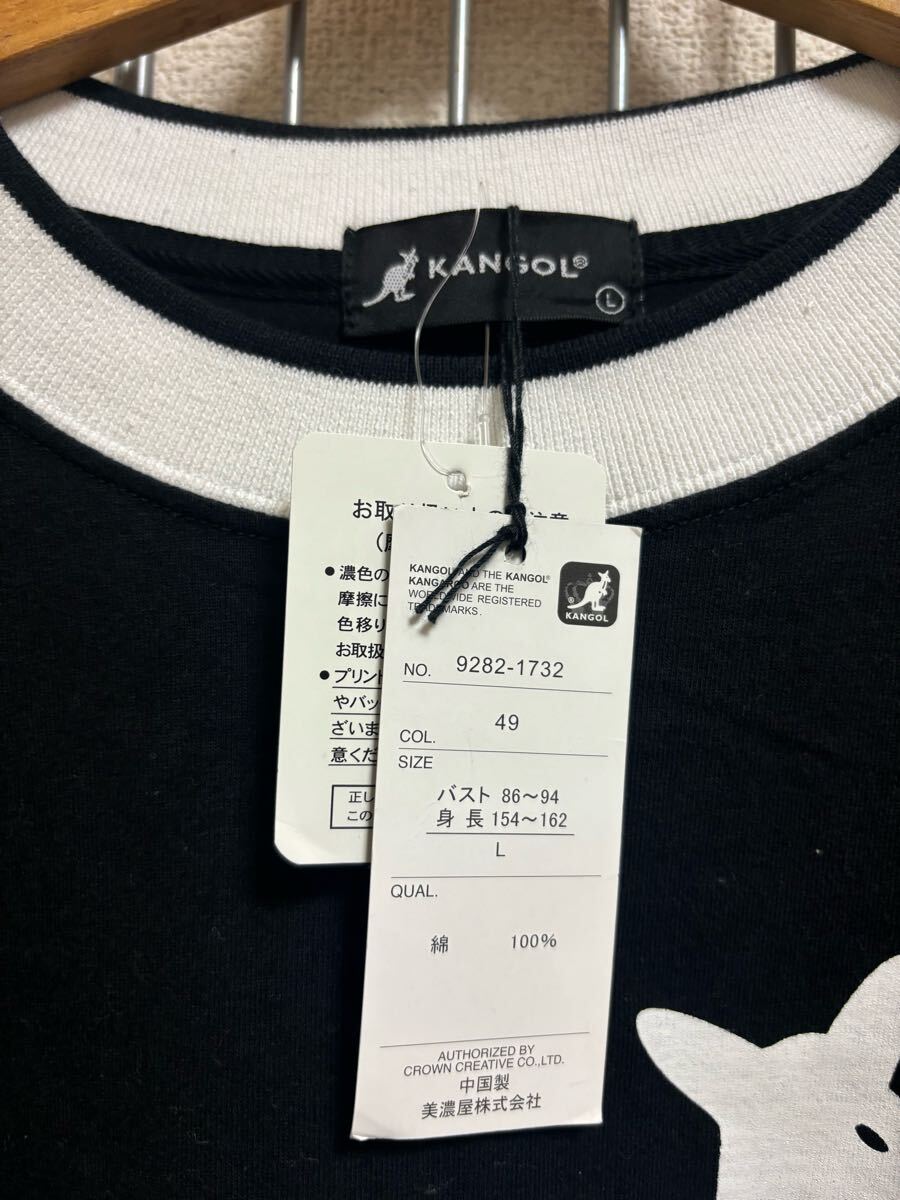 KANGOL®
L
お取
注意
● 濃色の
摩擦に
色移り
お取扱
● プリント
やバッ
ざいま
意くだ
正し
この
KANGOL AND THE KANGOL®
KANGAROO ARE THE
WORLDWIDE REGISTERED
TRADEMARKS.
KANGOL
NO. 9282-1732
COL. 49
SIZE
バスト 86〜94
身長 154〜162
L
QUAL.
綿 100%
AUTHORIZED BY
CROWN CREATIVE CO.,LTD.
中国製
美濃屋株式会社